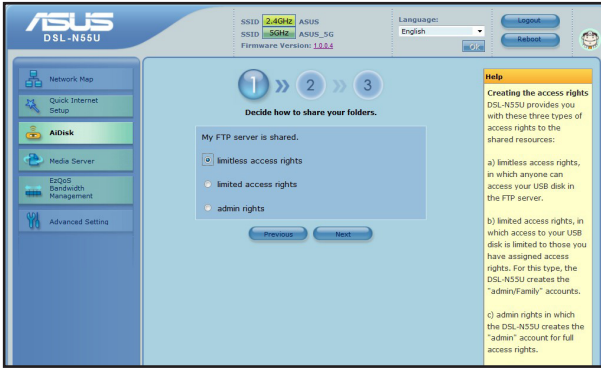 ASUS
DSL-N55U
SSID 2.4GHz ASUS
SSID 5GHz ASUS_5G
Firmware Version: 1.0.0.4
Language:
English
OK
Logout
Reboot
Network Map
Quick Internet
Setup
AiDisk
Media Server
EzQoS
Bandwidth
Management
Advanced Setting
1 » 2 » 3
Decide how to share your folders.
My FTP server is shared.
limitless access rights
limited access rights
admin rights
Previous
Next
Help
Creating the access rights
DSL-N55U provides you
with these three types of
access rights to the
shared resources:
a) limitless access rights,
in which anyone can
access your USB disk in
the FTP server.
b) limited access rights, in
which access to your USB
disk is limited to those you
have assigned access
rights. For this type, the
DSL-N55U creates the
"admin/Family" accounts.
c) admin rights in which
the DSL-N55U creates the
"admin" account for full
access rights.